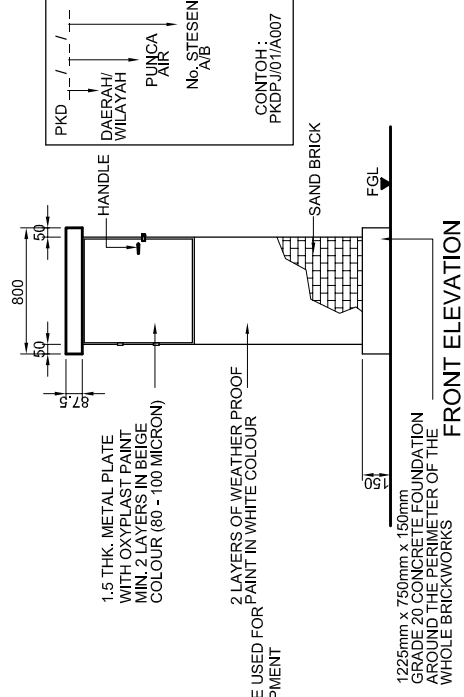 PKD / /
DAERAH/
WILAYAH
PUNCA
AIR
No. STESEN
A/B
CONTOH :
PKDPJ/01/A007
800
50
50
87.5
HANDLE
1.5 THK. METAL PLATE
WITH OXYPLAST PAINT
MIN. 2 LAYERS IN BEIGE
COLOUR (80 - 100 MICRON)
2 LAYERS OF WEATHER PROOF
PAINT IN WHITE COLOUR
E USED FOR
PMENT
SAND BRICK
FGL
150
1225mm x 750mm x 150mm
GRADE 20 CONCRETE FOUNDATION
AROUND THE PERIMETER OF THE
WHOLE BRICKWORKS
FRONT ELEVATION